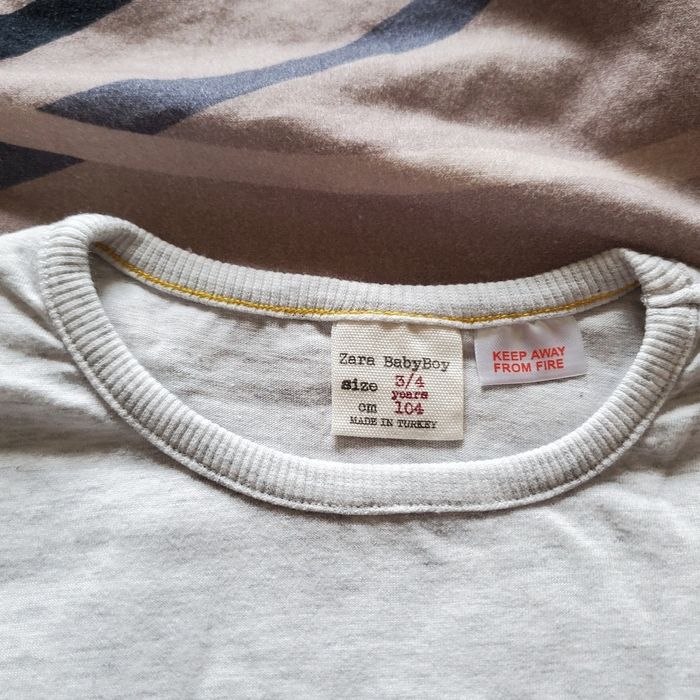 Zara BabyBoy
size 3/4
years
cm 104
MADE IN TURKEY
KEEP AWAY
FROM FIRE